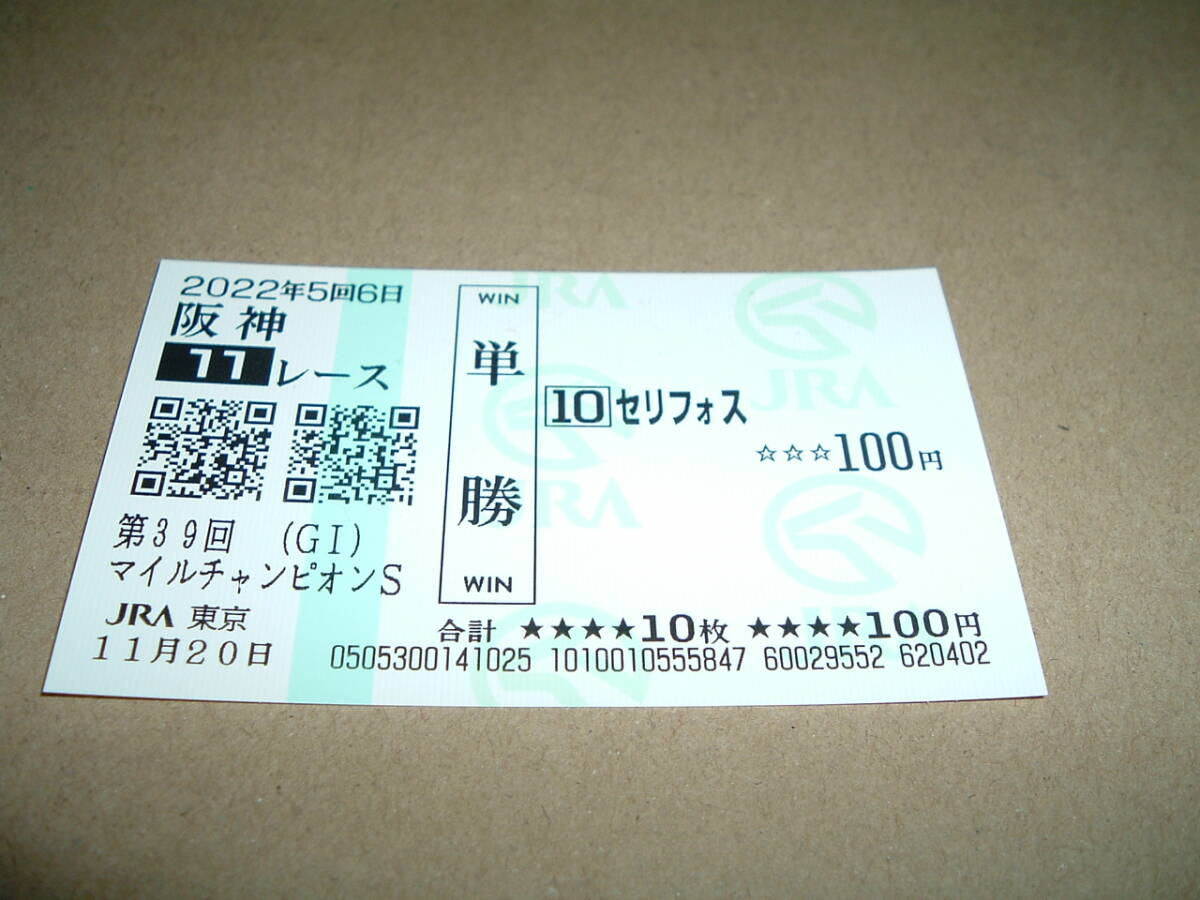 2022年5回6日
阪神
11レース
第39回 (GI)
マイルチャンピオンS
JRA 東京
11月20日
WIN
単勝
WIN
10 セリフォス
☆☆☆100円
合計 ★★★★10枚 ★★★★100円
0505300141025 1010010555847 60029552 620402
JRA
JRA
JRA